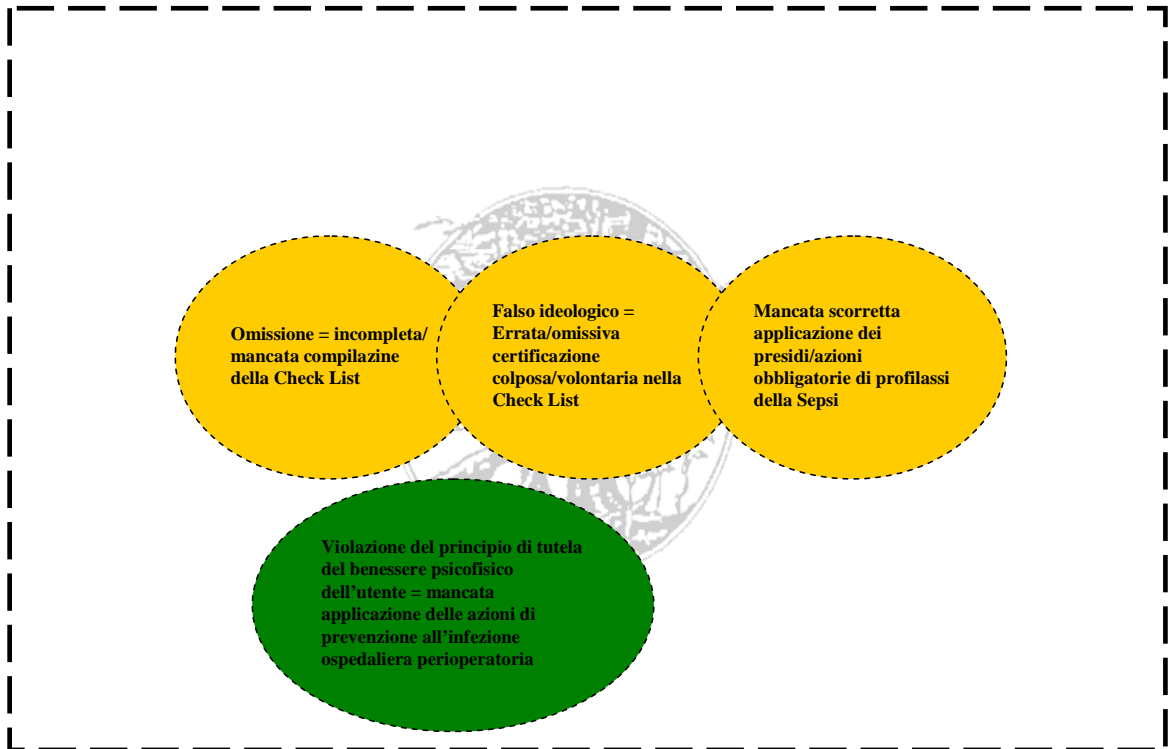 Omissione = incompleta/
mancata compilazine
della Check List
Falso ideologico =
Errata/omissiva
certificazione
colposa/volontaria nella
Check List
Mancata scorretta
applicazione dei
presidi/azioni
obbligatorie di profilassi
della Sepsi
Violazione del principio di tutela
del benessere psicofisico
dell’utente = mancata
applicazione delle azioni di
prevenzione all’infezione
ospedaliera perioperatoria